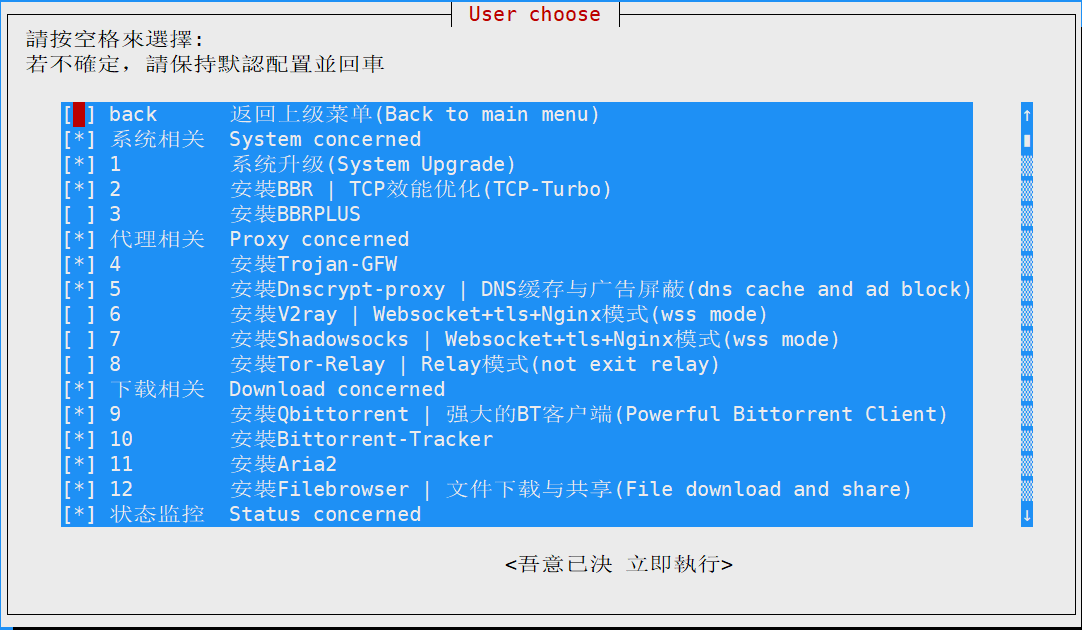 User choose
請按空格來選擇:
若不確定，請保持默認配置並回車
[ ] back 返回上级菜单(Back to main menu)
[*] 系统相关 System concerned
[*] 1 系统升级(System Upgrade)
[*] 2 安裝BBR | TCP效能优化(TCP-Turbo)
[ ] 3 安裝BBRPLUS
[*] 代理相关 Proxy concerned
[*] 4 安裝Trojan-GFW
[*] 5 安裝Dnscrypt-proxy | DNS缓存与广告屏蔽(dns cache and ad block)
[ ] 6 安裝V2ray | Websocket+tls+Nginx模式(wss mode)
[ ] 7 安裝Shadowsocks | Websocket+tls+Nginx模式(wss mode)
[ ] 8 安裝Tor-Relay | Relay模式(not exit relay)
[*] 下载相关 Download concerned
[*] 9 安裝Qbittorrent | 强大的BT客户端(Powerful Bittorrent Client)
[*] 10 安裝Bittorrent-Tracker
[*] 11 安裝Aria2
[*] 12 安裝Filebrowser | 文件下载与共享(File download and share)
[*] 状态监控 Status concerned
<吾意已決 立即執行>